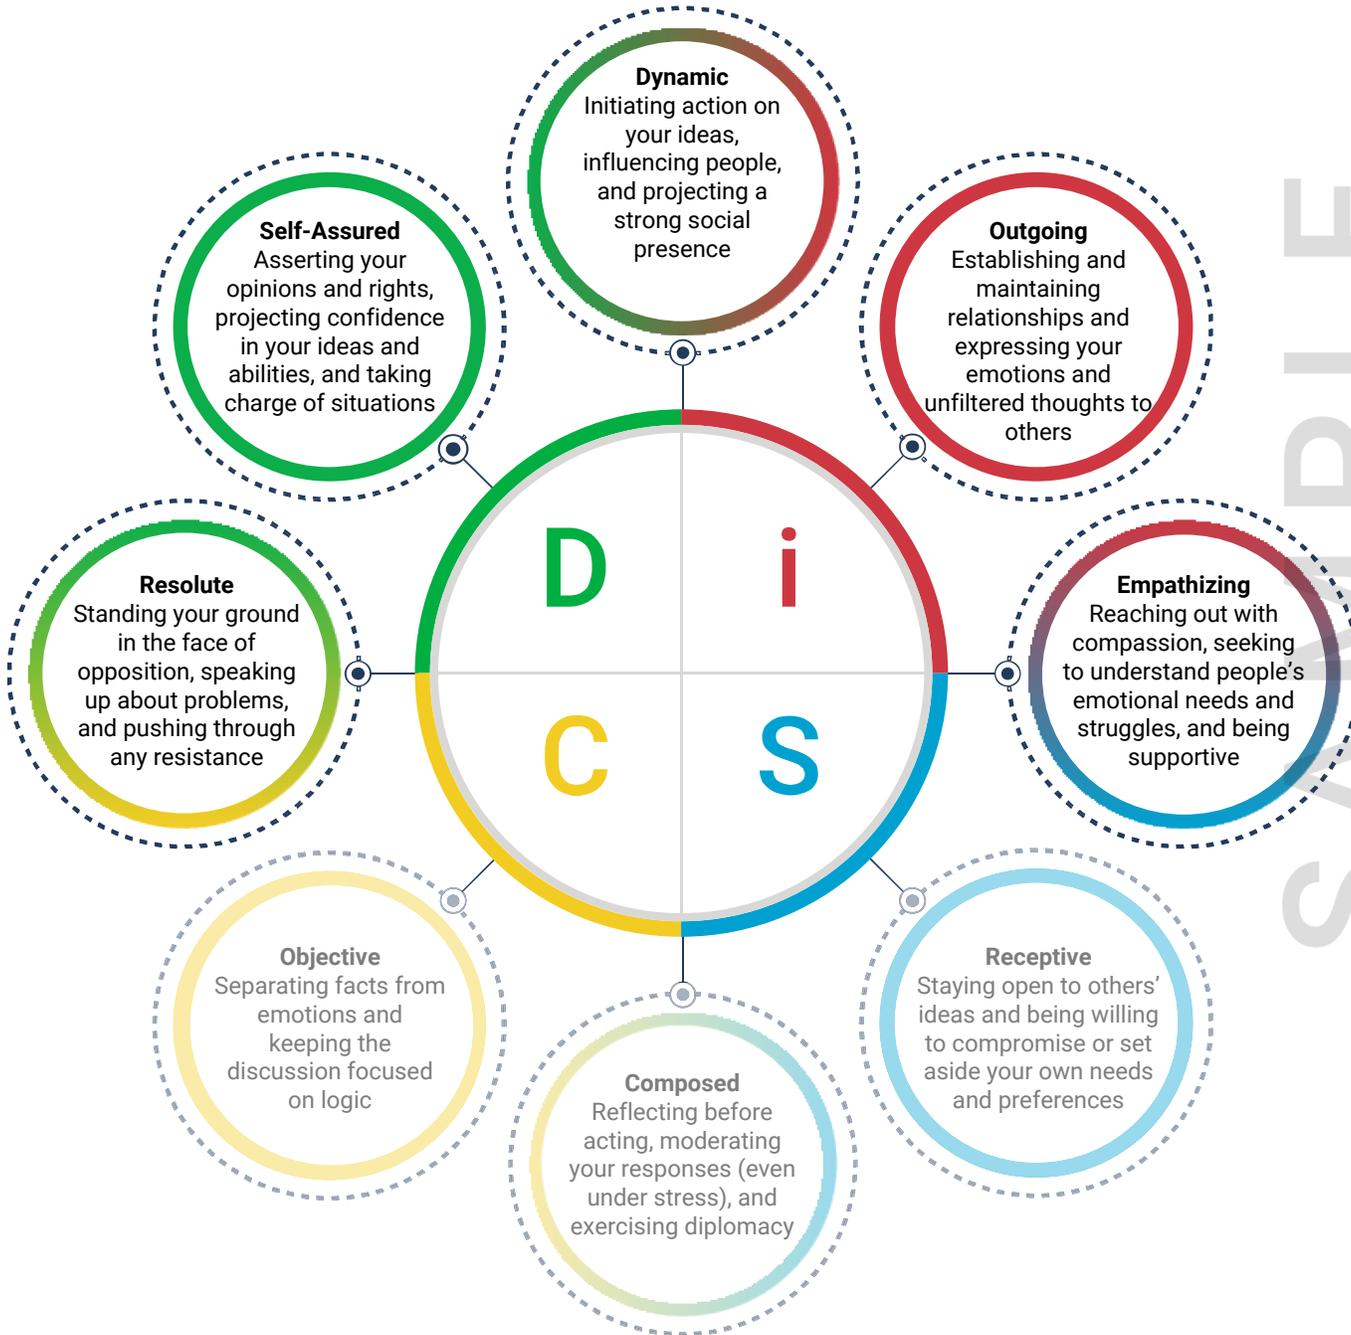 Dynamic
Initiating action on
your ideas,
influencing people,
and projecting a
strong social
presence
Self-Assured
Asserting your
opinions and rights,
projecting confidence
in your ideas and
abilities, and taking
charge of situations
Outgoing
Establishing and
maintaining
relationships and
expressing your
emotions and
unfiltered thoughts to
others
Resolute
Standing your ground
in the face of
opposition, speaking
up about problems,
and pushing through
any resistance
D
i
C
S
Empathizing
Reaching out with
compassion, seeking
to understand people’s
emotional needs and
struggles, and being
supportive
Objective
Separating facts from
emotions and
keeping the
discussion focused
on logic
Composed
Reflecting before
acting, moderating
your responses (even
under stress), and
exercising diplomacy
Receptive
Staying open to others’
ideas and being willing
to compromise or set
aside your own needs
and preferences
SAMPLE